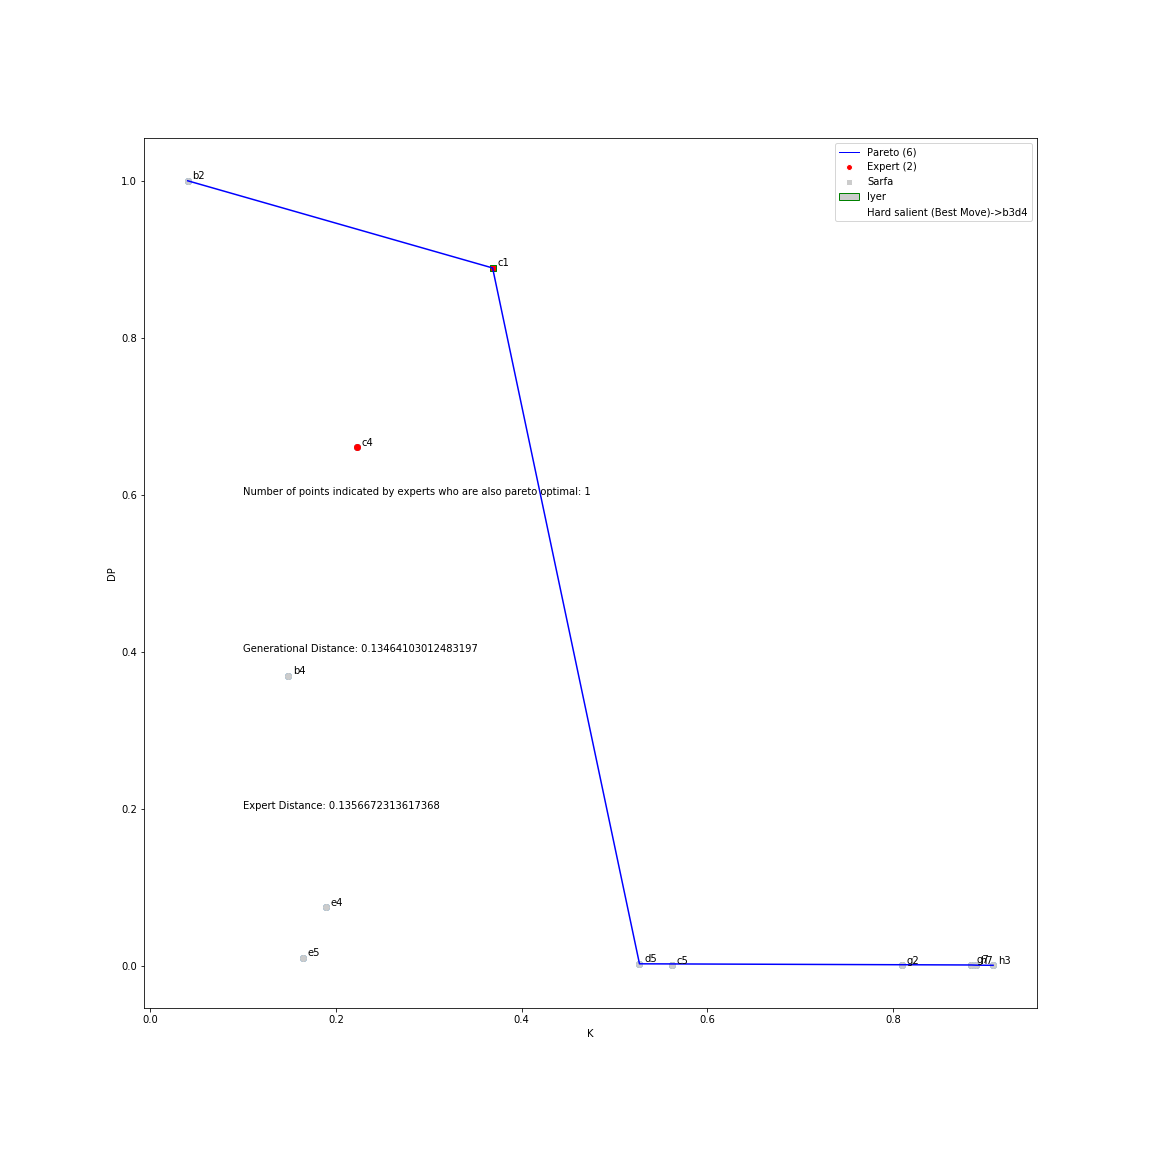 Pareto (6)
Expert (2)
Sarfa
Iyer
Hard salient (Best Move)->b3d4
1.0
b2
c1
0.8
c4
0.6
Number of points indicated by experts who are also pareto optimal: 1
DP
0.4
Generational Distance: 0.13464103012483197
b4
0.2
Expert Distance: 0.1356672313617368
e4
e5
0.0
d5
c5
g2
h3
0.0
0.2
0.4
0.6
0.8
K